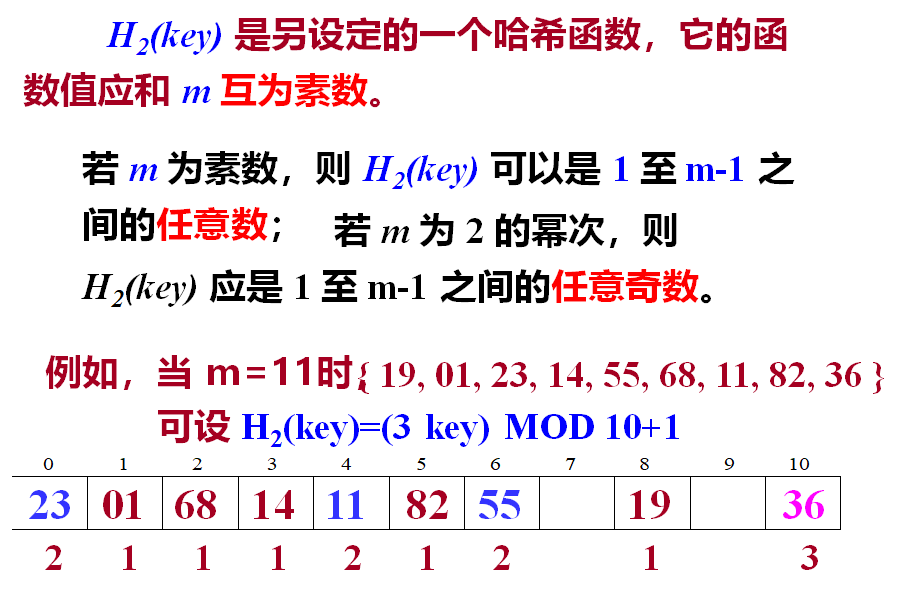 H2(key) 是另设定的一个哈希函数，它的函
数值应和 m 互为素数。
若 m 为素数，则 H2(key) 可以是 1 至 m-1 之
间的任意数； 若 m 为 2 的幂次，则
H2(key) 应是 1 至 m-1 之间的任意奇数。
例如，当 m=11时，{ 19, 01, 23, 14, 55, 68, 11, 82, 36 }
可设 H2(key)=(3 key) MOD 10+1
0 1 2 3 4 5 6 7 8 9 10
23 01 68 14 11 82 55 19 36
2 1 1 1 2 1 2 1 3